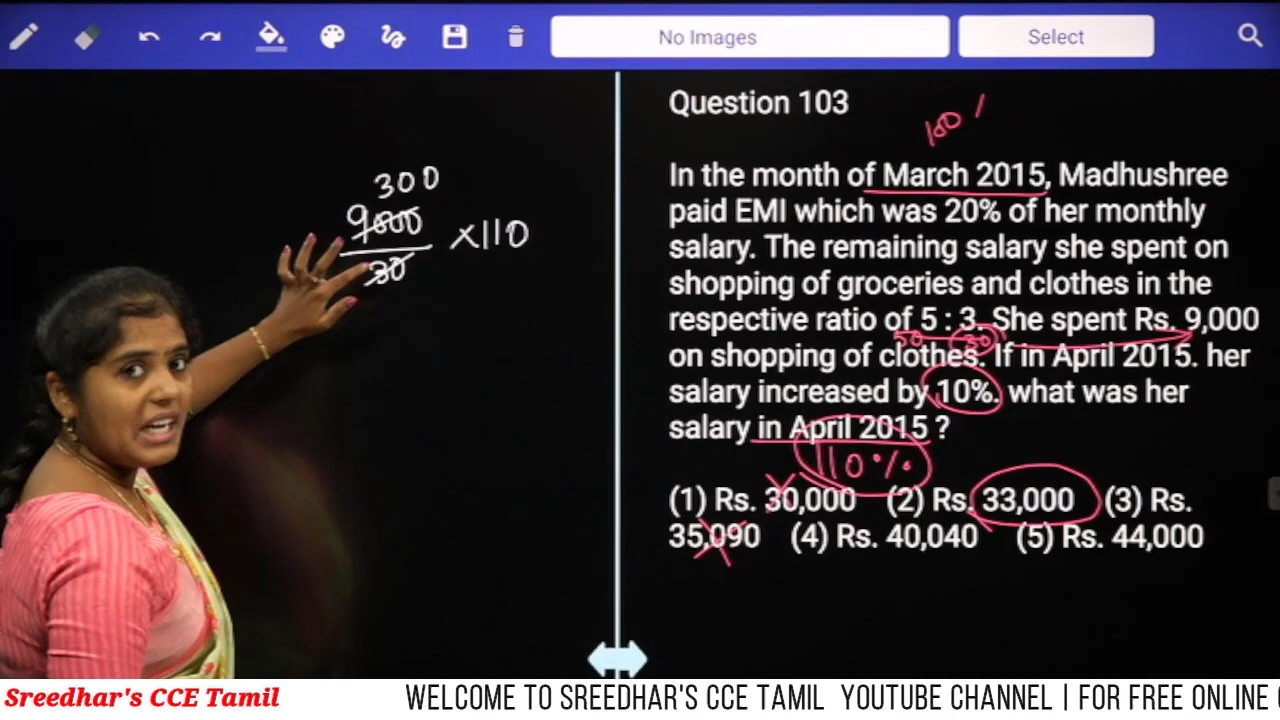 No Images
Select
Question 103
100 %
In the month of March 2015, Madhushree
paid EMI which was 20% of her monthly
salary. The remaining salary she spent on
shopping of groceries and clothes in the
respective ratio of 5 : 3. She spent Rs. 9,000
50 30
on shopping of clothes. If in April 2015. her
salary increased by 10%. what was her
salary in April 2015 ?
110%
(1) Rs. 30,000 (2) Rs. 33,000 (3) Rs.
35,090 (4) Rs. 40,040 (5) Rs. 44,000
300
9000
×110
30
Sreedhar's CCE Tamil
WELCOME TO SREEDHAR'S CCE TAMIL YOUTUBE CHANNEL | FOR FREE ONLINE